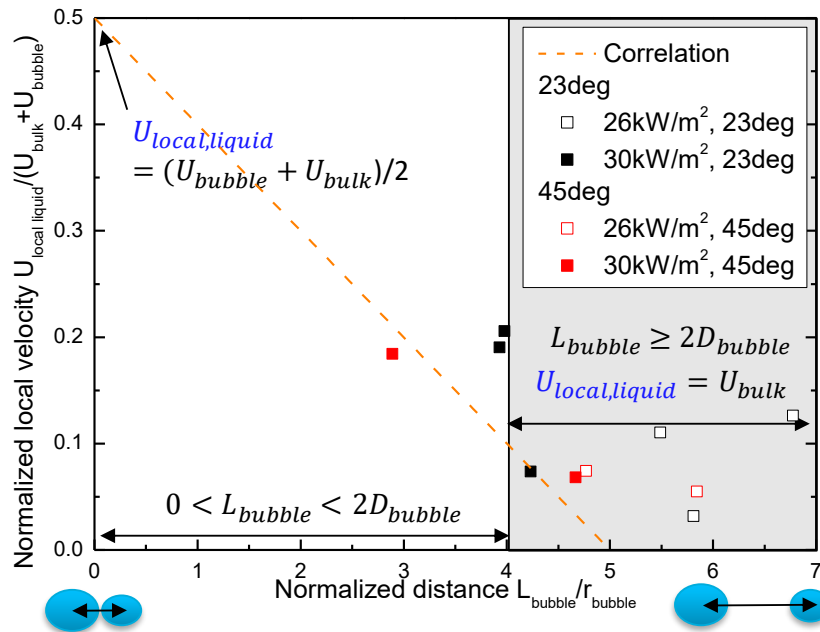 Normalized local velocity U_local liquid/(U_bulk+U_bubble)
0.5
0.4
0.3
0.2
0.1
0.0
U_local,liquid
= (U_bubble + U_bulk)/2
Correlation
23deg
26kW/m², 23deg
30kW/m², 23deg
45deg
26kW/m², 45deg
30kW/m², 45deg
L_bubble ≥ 2D_bubble
U_local,liquid = U_bulk
0 < L_bubble < 2D_bubble
0 1 2 3 4 5 6 7
Normalized distance L_bubble/r_bubble